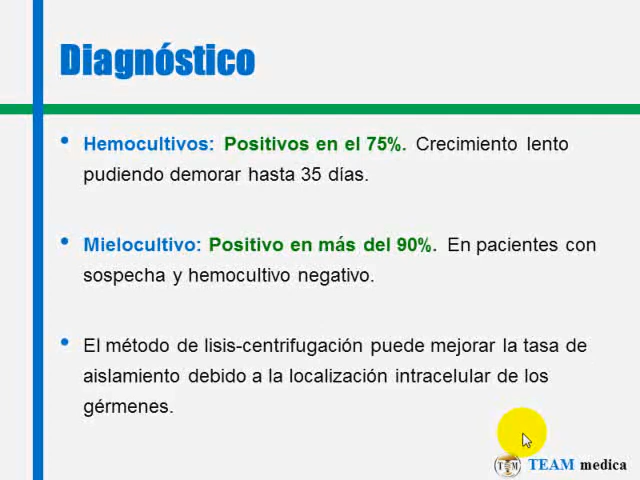 Diagnóstico
• Hemocultivos: Positivos en el 75%. Crecimiento lento
pudiendo demorar hasta 35 días.
• Mielocultivo: Positivo en más del 90%. En pacientes con
sospecha y hemocultivo negativo.
• El método de lisis-centrifugación puede mejorar la tasa de
aislamiento debido a la localización intracelular de los
gérmenes.
TEAM medica